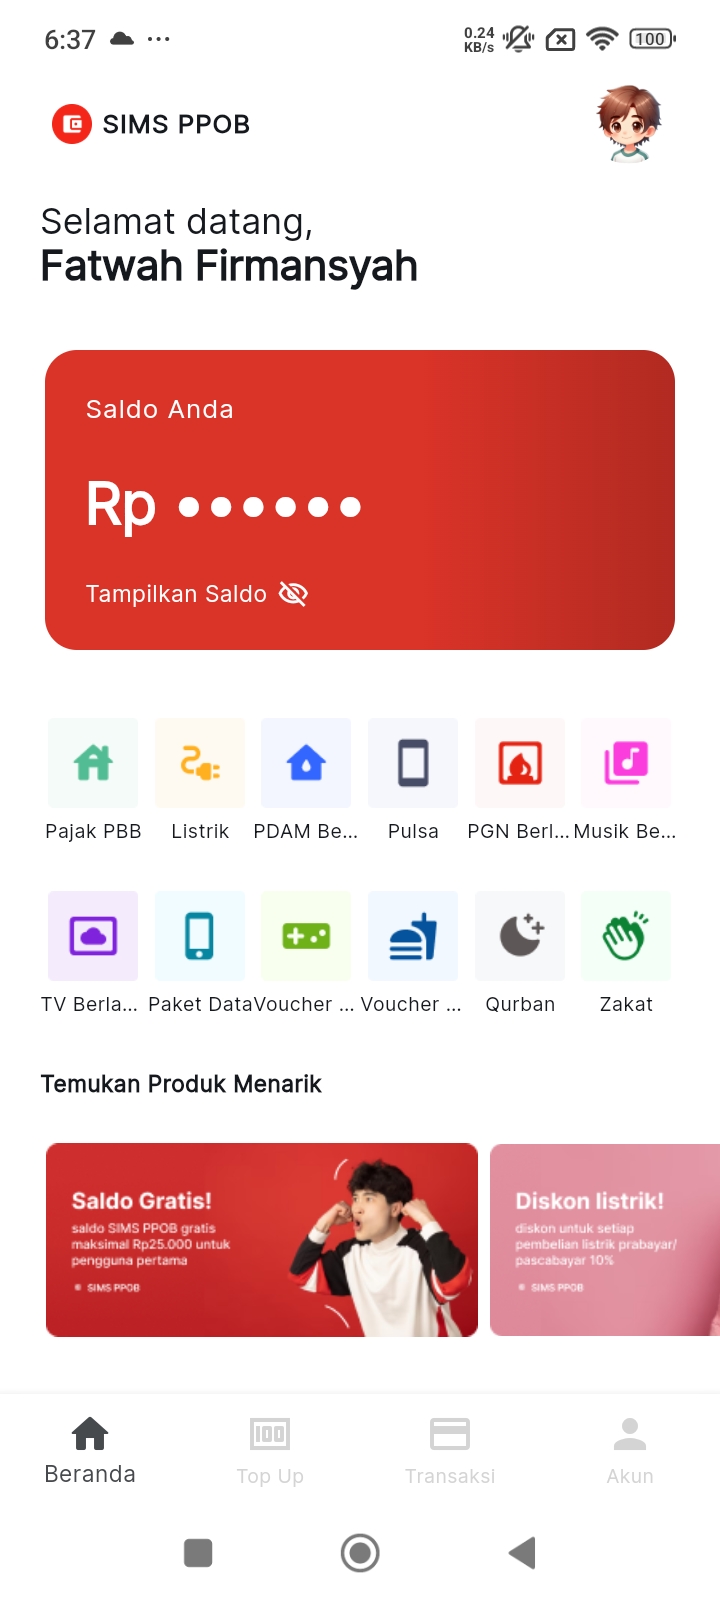 6:37
0.24
KB/s
100
SIMS PPOB
Selamat datang,
Fatwah Firmansyah
Saldo Anda
Rp ●●●●●●
Tampilkan Saldo
Pajak PBB
Listrik
PDAM Be...
Pulsa
PGN Berl...
Musik Be...
TV Berla...
Paket Data
Voucher ...
Voucher ...
Qurban
Zakat
Temukan Produk Menarik
Saldo Gratis!
saldo SIMS PPOB gratis
maksimal Rp25.000 untuk
pengguna pertama
SIMS PPOB
Diskon listrik!
diskon untuk setiap
pembelian listrik prabayar/
pascabayar 10%
SIMS PPOB
100
Beranda
Top Up
Transaksi
Akun